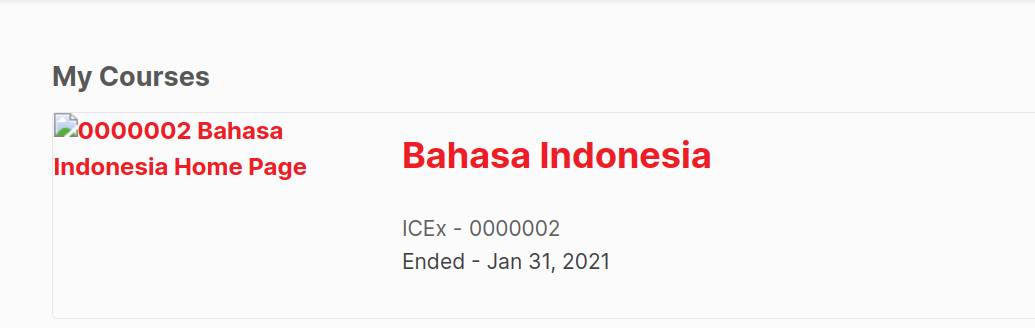 My Courses
0000002 Bahasa
Indonesia Home Page
Bahasa Indonesia
ICEx - 0000002
Ended - Jan 31, 2021